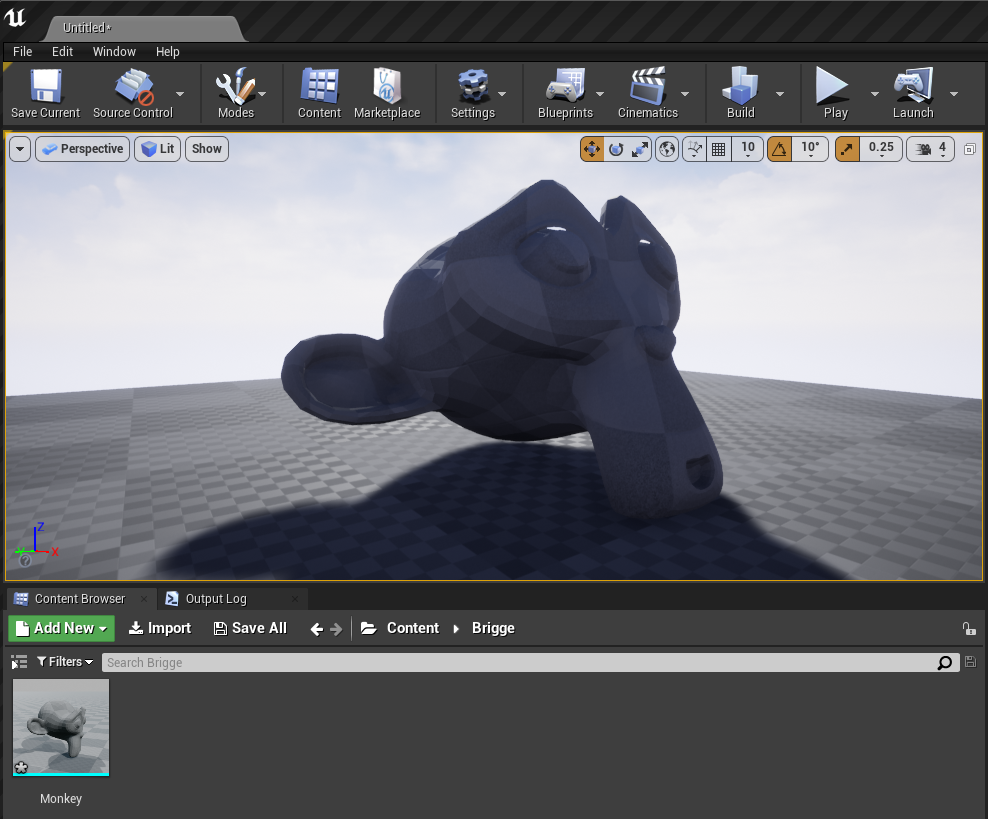 Untitled*
File Edit Window Help
Save Current Source Control Modes Content Marketplace Settings Blueprints Cinematics Build Play Launch
Perspective Lit Show 10 10° 0.25 4
Z
Y X
Content Browser Output Log
Add New Import Save All Content Brigge
Filters Search Brigge
Monkey